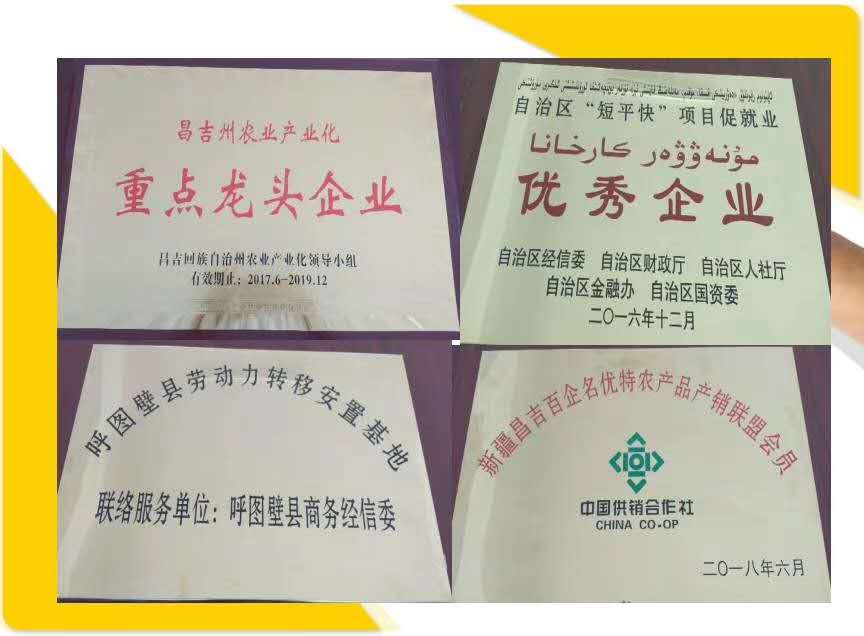 昌吉州农业产业化
重点龙头企业
昌吉回族自治州农业产业化领导小组
有效期止：2017.6-2019.12
自治区“短平快”项目促就业
مۇنەۋۋەر كارخانا
优秀企业
自治区经信委 自治区财政厅 自治区人社厅
自治区金融办 自治区国资委
二〇一六年十二月
呼图壁县劳动力转移安置基地
联络服务单位：呼图壁县商务经信委
新疆昌吉百企名优特农产品产销联盟会员
中国供销合作社
CHINA CO-OP
二〇一八年六月